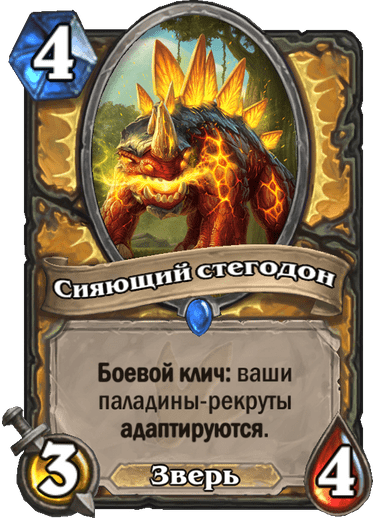 4
Сияющий стегодон
Боевой клич: ваши
паладины-рекруты
адаптируются.
3
Зверь
4